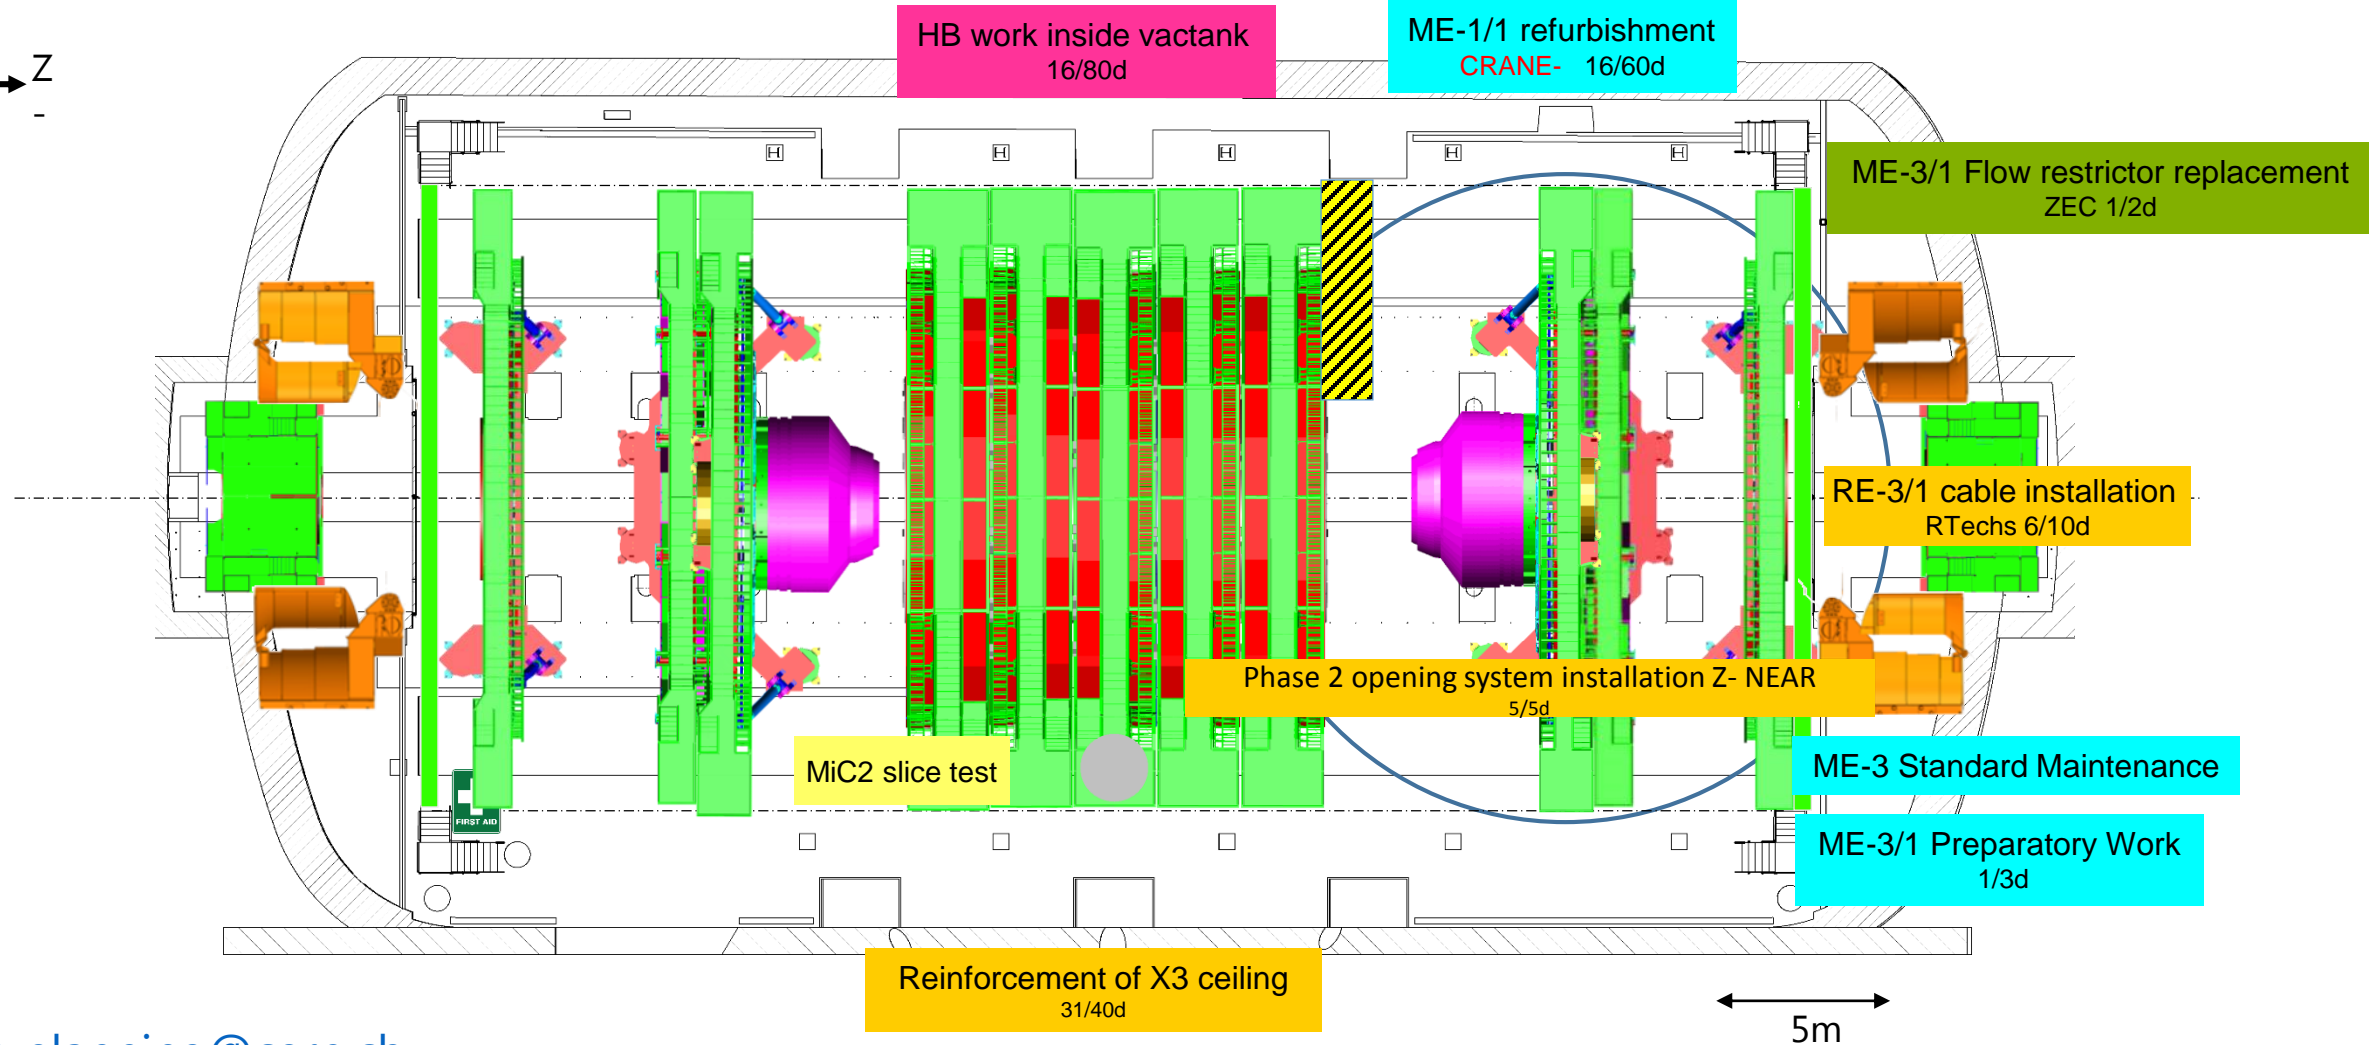 Z
-
HB work inside vactank
16/80d
ME-1/1 refurbishment
CRANE- 16/60d
H H H H H
ME-3/1 Flow restrictor replacement
ZEC 1/2d
RE-3/1 cable installation
RTechs 6/10d
Phase 2 opening system installation Z- NEAR
5/5d
MiC2 slice test
ME-3 Standard Maintenance
FIRST AID
ME-3/1 Preparatory Work
1/3d
Reinforcement of X3 ceiling
31/40d
5m